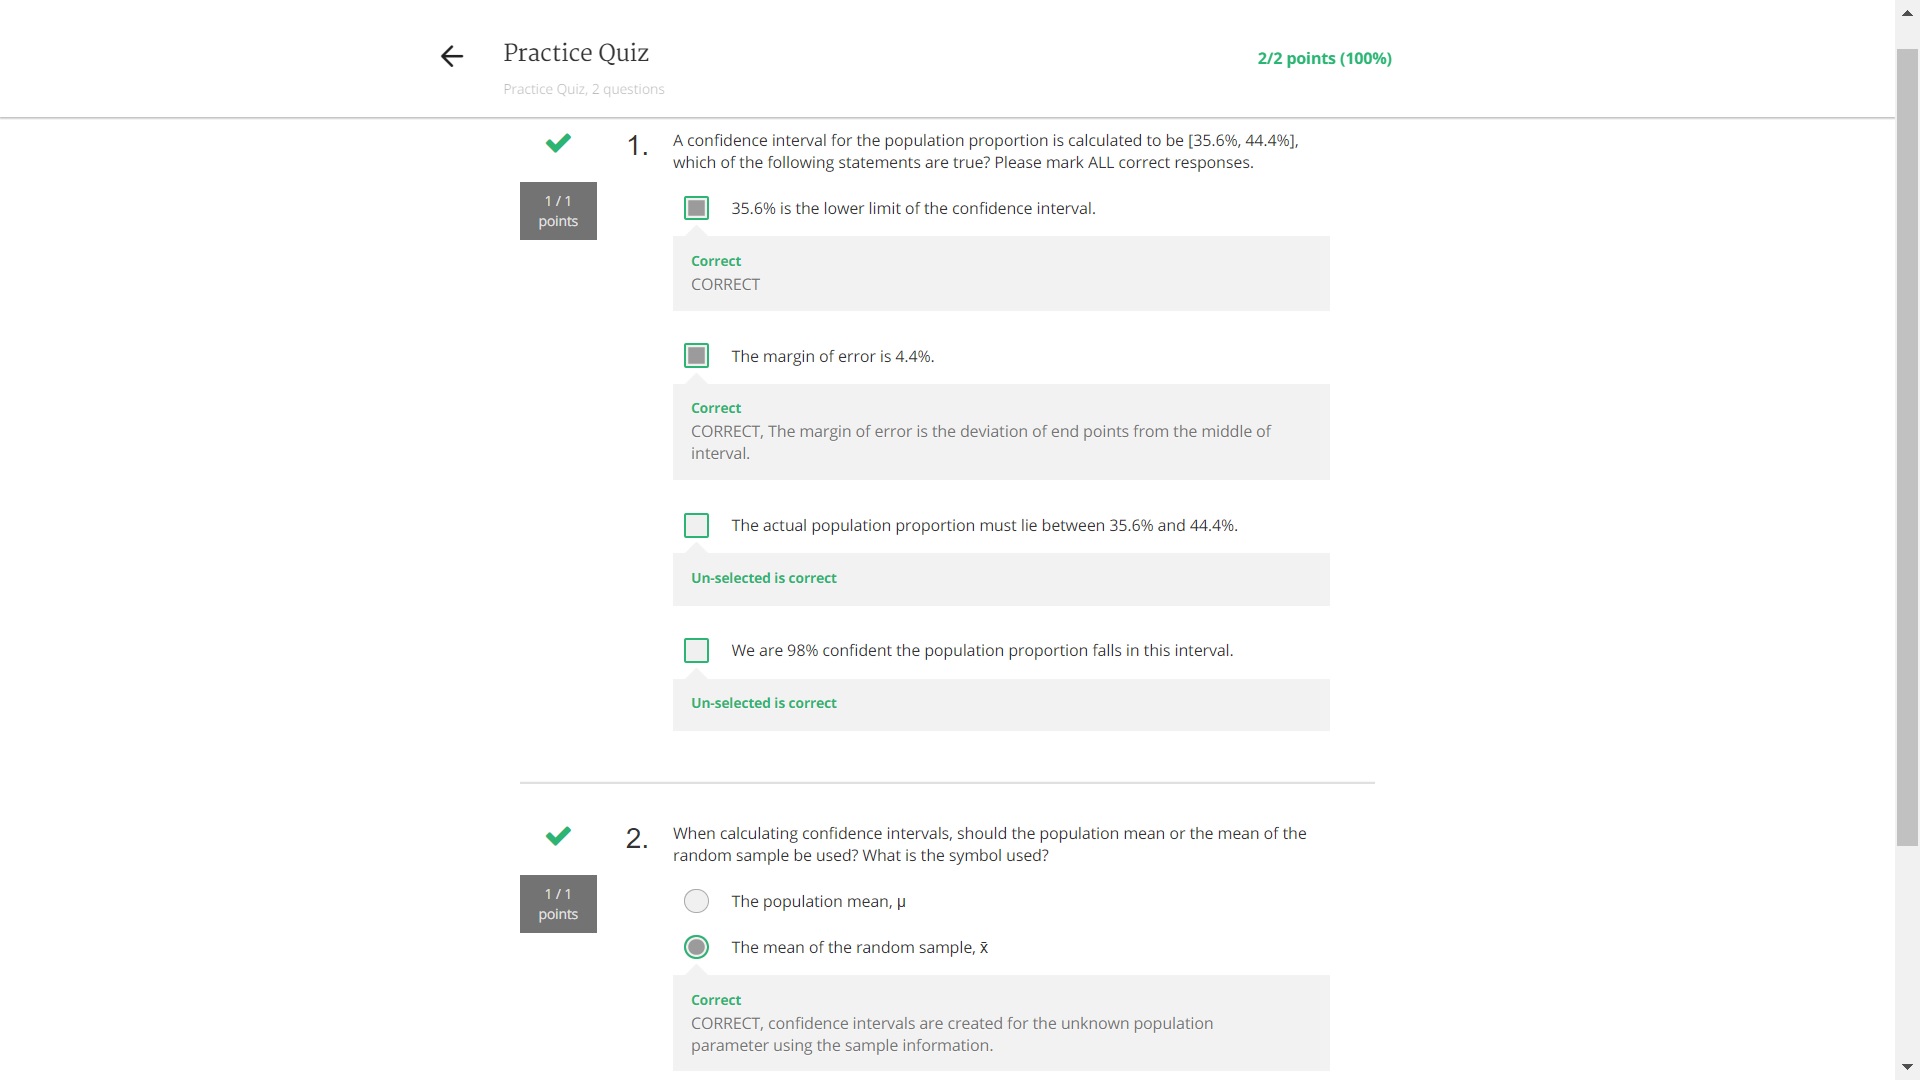 Practice Quiz
2/2 points (100%)
Practice Quiz, 2 questions
1.
A confidence interval for the population proportion is calculated to be [35.6%, 44.4%],
which of the following statements are true? Please mark ALL correct responses.
1 / 1
points
35.6% is the lower limit of the confidence interval.
Correct
CORRECT
The margin of error is 4.4%.
Correct
CORRECT, The margin of error is the deviation of end points from the middle of
interval.
The actual population proportion must lie between 35.6% and 44.4%.
Un-selected is correct
We are 98% confident the population proportion falls in this interval.
Un-selected is correct
2.
When calculating confidence intervals, should the population mean or the mean of the
random sample be used? What is the symbol used?
1 / 1
points
The population mean, μ
The mean of the random sample, x̄
Correct
CORRECT, confidence intervals are created for the unknown population
parameter using the sample information.